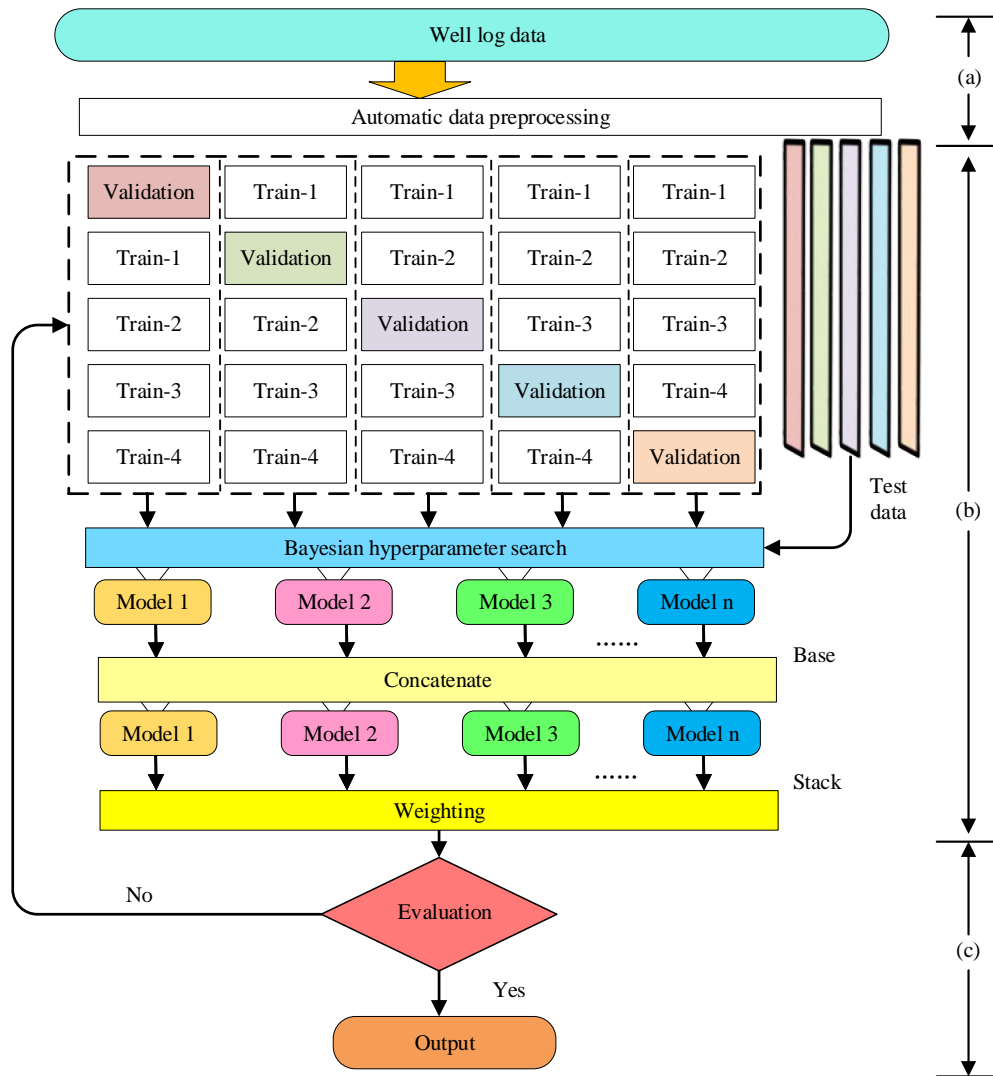 Well log data
(a)
Automatic data preprocessing
Validation Train-1 Train-1 Train-1 Train-1
Train-1 Validation Train-2 Train-2 Train-2
Train-2 Train-2 Validation Train-3 Train-3
Train-3 Train-3 Train-3 Validation Train-4
Train-4 Train-4 Train-4 Train-4 Validation
Test
data
(b)
Bayesian hyperparameter search
Model 1 Model 2 Model 3 Model n
......
Base
Concatenate
Model 1 Model 2 Model 3 Model n
......
Stack
Weighting
No
Evaluation
(c)
Yes
Output